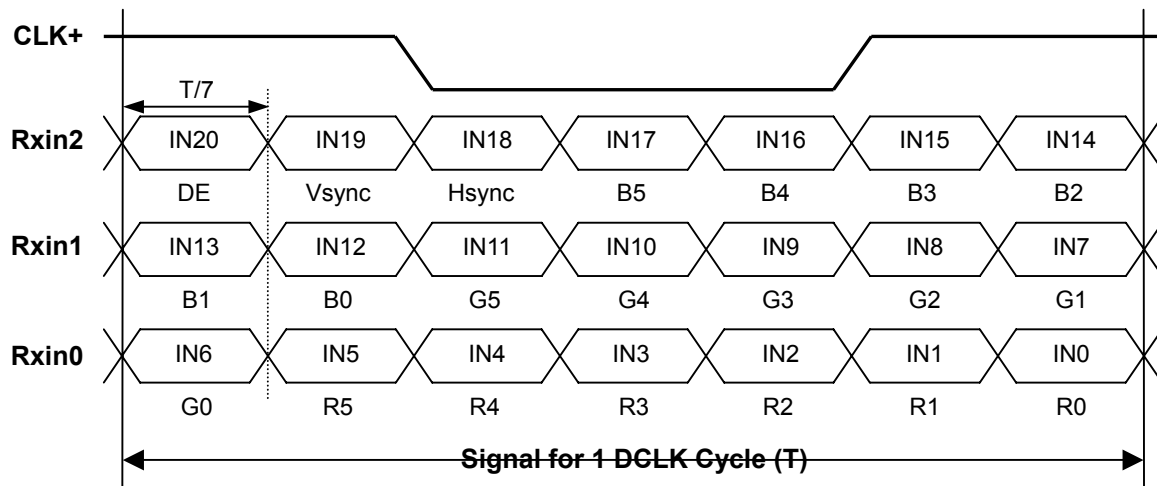 CLK+
T/7
Rxin2 IN20 IN19 IN18 IN17 IN16 IN15 IN14
DE Vsync Hsync B5 B4 B3 B2
Rxin1 IN13 IN12 IN11 IN10 IN9 IN8 IN7
B1 B0 G5 G4 G3 G2 G1
Rxin0 IN6 IN5 IN4 IN3 IN2 IN1 IN0
G0 R5 R4 R3 R2 R1 R0
Signal for 1 DCLK Cycle (T)